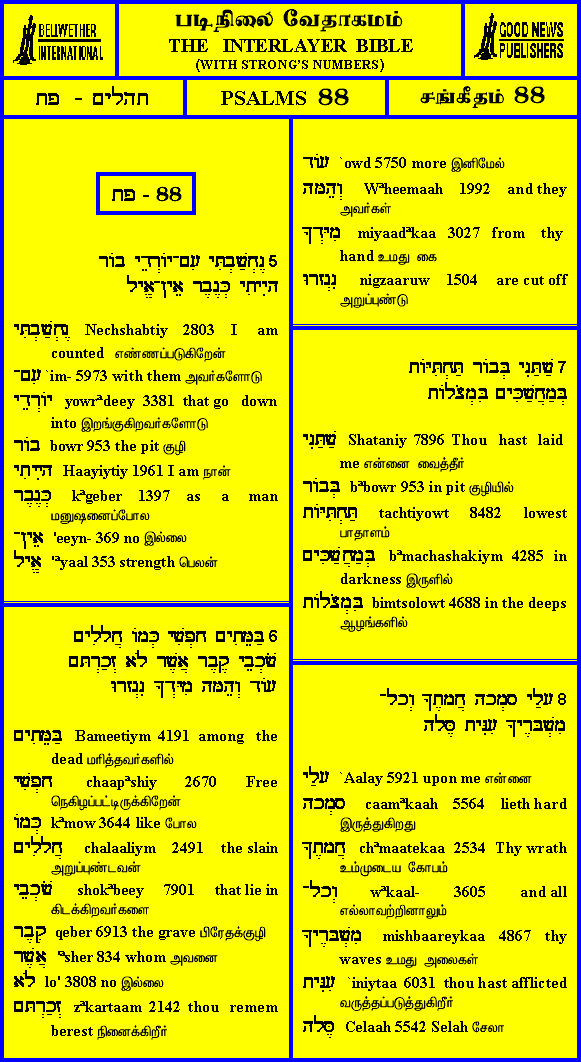 BELLWETHER
INTERNATIONAL
படிநிலை வேதாகமம்
THE INTERLAYER BIBLE
(WITH STRONG'S NUMBERS)
GOOD NEWS
PUBLISHERS
תהלים - פת
PSALMS 88
சங்கீதம் 88
פת - 88
5 נֶחְשַׁבְתִּי עִם־יוֹרְדֵי בוֹר
הָיִיתִי כְּגֶבֶר אֵין־אֱיָל
נֶחְשַׁבְתִּי Nechshabtiy 2803 I am
counted எண்ணப்படுகிறேன்
עִם־ `im- 5973 with them அவர்களோடு
יוֹרְדֵי yowrªdeey 3381 that go down
into இறங்குகிறவர்களோடு
בוֹר bowr 953 the pit குழி
הָיִיתִי Haayiytiy 1961 I am நான்
כְּגֶבֶר kªgeber 1397 as a man
மனுஷனைப்போல
אֵין־ 'eeyn- 369 no இல்லை
אֱיָל 'ªyaal 353 strength பெலன்
6 בַּמֵּתִים חָפְשִׁי כְּמוֹ חֲלָלִים
שֹׁכְבֵי קֶבֶר אֲשֶׁר לֹא זְכַרְתָּם
עוֹד וְהֵמָּה מִיָּדְךָ נִגְזָרוּ
בַּמֵּתִים Bameetiym 4191 among the
dead மரித்தவர்களில்
חָפְשִׁי chaapªshiy 2670 Free
நெகிழப்பட்டிருக்கிறேன்
כְּמוֹ kªmow 3644 like போல
חֲלָלִים chalaaliym 2491 the slain
அறுப்புண்டவன்
שֹׁכְבֵי shokªbeey 7901 that lie in
கிடக்கிறவர்களை
קֶבֶר qeber 6913 the grave பிரேதக்குழி
אֲשֶׁר ªsher 834 whom அவனை
לֹא lo' 3808 no இல்லை
זְכַרְתָּם zªkartaam 2142 thou remem
berest நினைக்கிறீர்
עוֹד `owd 5750 more இனிமேல்
וְהֵמָּה Wªheemaah 1992 and they
அவர்கள்
מִיָּדְךָ miyaadªkaa 3027 from thy
hand உமது கை
נִגְזָרוּ nigzaaruw 1504 are cut off
அறுப்புண்டு
7 שַׁתַּנִי בְּבוֹר תַּחְתִּיּוֹת
בְּמַחֲשַׁכִּים בִּמְצֹלוֹת
שַׁתַּנִי Shataniy 7896 Thou hast laid
me என்னை வைத்தீர்
בְּבוֹר bªbowr 953 in pit குழியில்
תַּחְתִּיּוֹת tachtiyowt 8482 lowest
பாதாளம்
בְּמַחֲשַׁכִּים bªmachashakiym 4285 in
darkness இருளில்
בִּמְצֹלוֹת bimtsolowt 4688 in the deeps
ஆழங்களில்
8 עָלַי סָמְכָה חֲמָתֶךָ וְכָל־
מִשְׁבָּרֶיךָ עִנִּיתָ סֶּלָה
עָלַי `Aalay 5921 upon me என்னை
סָמְכָה caamªkaah 5564 lieth hard
இருத்துகிறது
חֲמָתֶךָ chªmaatekaa 2534 Thy wrath
உம்முடைய கோபம்
וְכָל־ wªkaal- 3605 and all
எல்லாவற்றினாலும்
מִשְׁבָּרֶיךָ mishbaareykaa 4867 thy
waves உமது அலைகள்
עִנִּיתָ `iniytaa 6031 thou hast afflicted
வருத்தப்படுத்துகிறீர்
סֶּלָה Celaah 5542 Selah சேலா